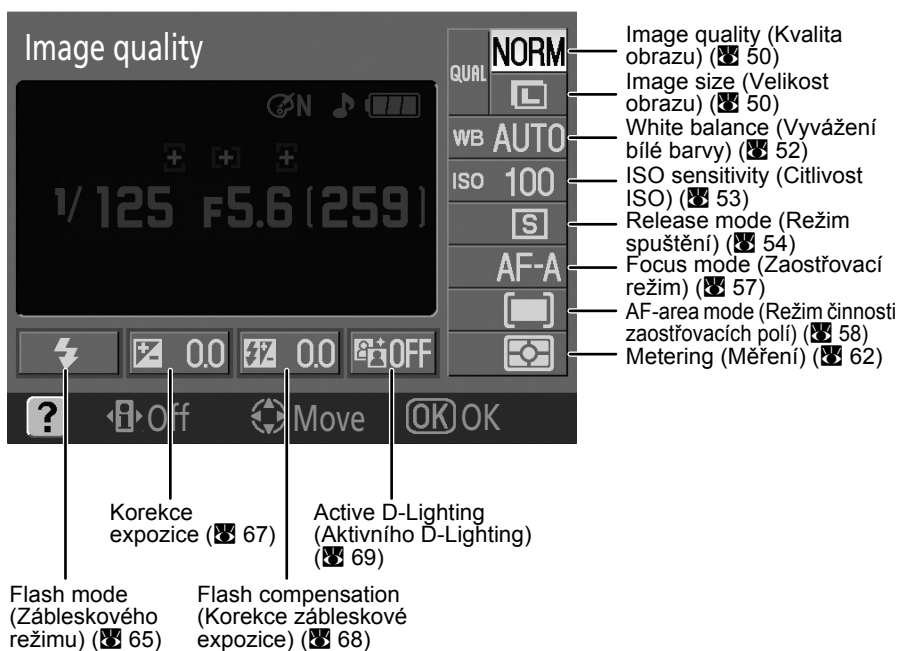 Image quality
N
1/125 F5.6 [259]
QUAL NORM
L
WB AUTO
ISO 100
S
AF-A
0.0 0.0 OFF
? Off Move OK OK
Image quality (Kvalita
obrazu) (50)
Image size (Velikost
obrazu) (50)
White balance (Vyvážení
bílé barvy) (52)
ISO sensitivity (Citlivost
ISO) (53)
Release mode (Režim
spuštění) (54)
Focus mode (Zaostřovací
režim) (57)
AF-area mode (Režim činnosti
zaostřovacích polí) (58)
Metering (Měření) (62)
Korekce
expozice (67)
Active D-Lighting
(Aktivního D-Lighting)
(69)
Flash mode
(Zábleskového
režimu) (65)
Flash compensation
(Korekce zábleskové
expozice) (68)